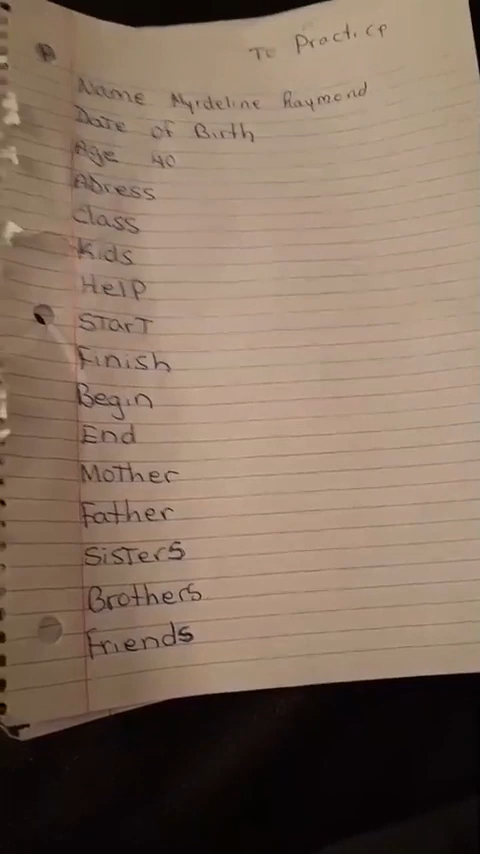 To Practice
Name Myrdeline Raymond
Date of Birth
Age 40
Adress
Class
Kids
Help
Start
Finish
Begin
End
Mother
Father
Sisters
Brothers
Friends